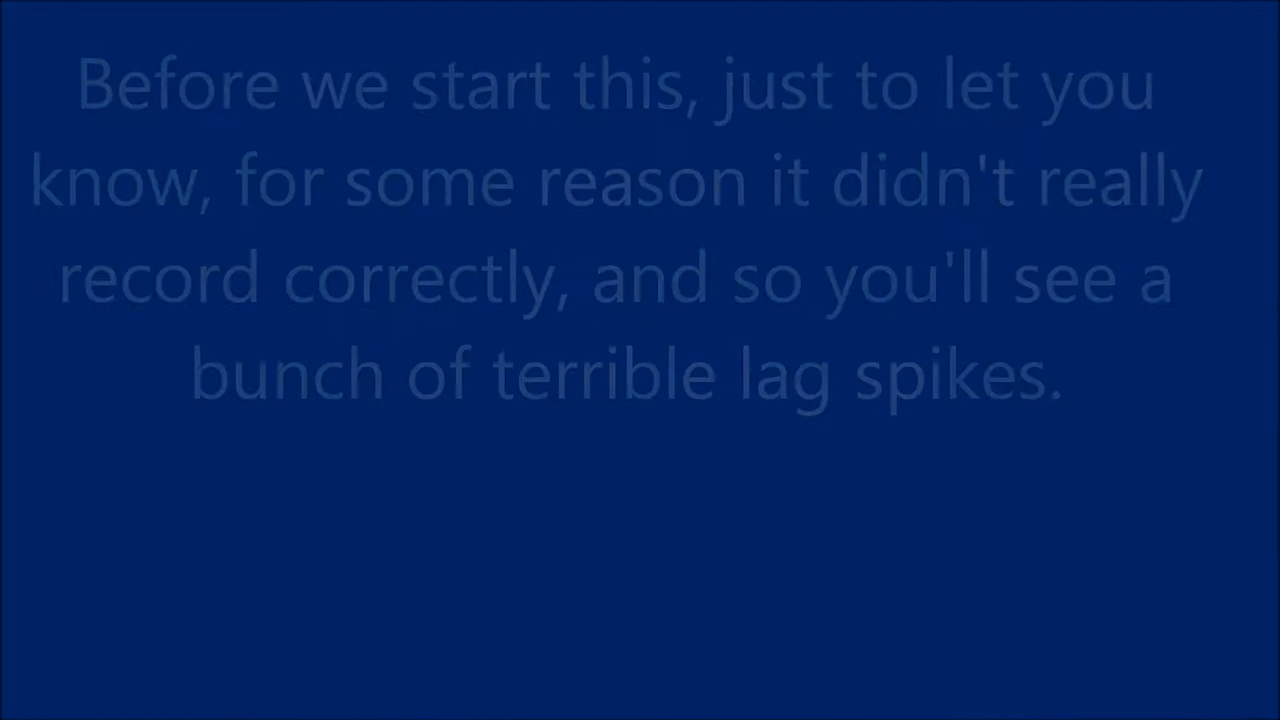 Before we start this, just to let you
know, for some reason it didn't really
record correctly, and so you'll see a
bunch of terrible lag spikes.